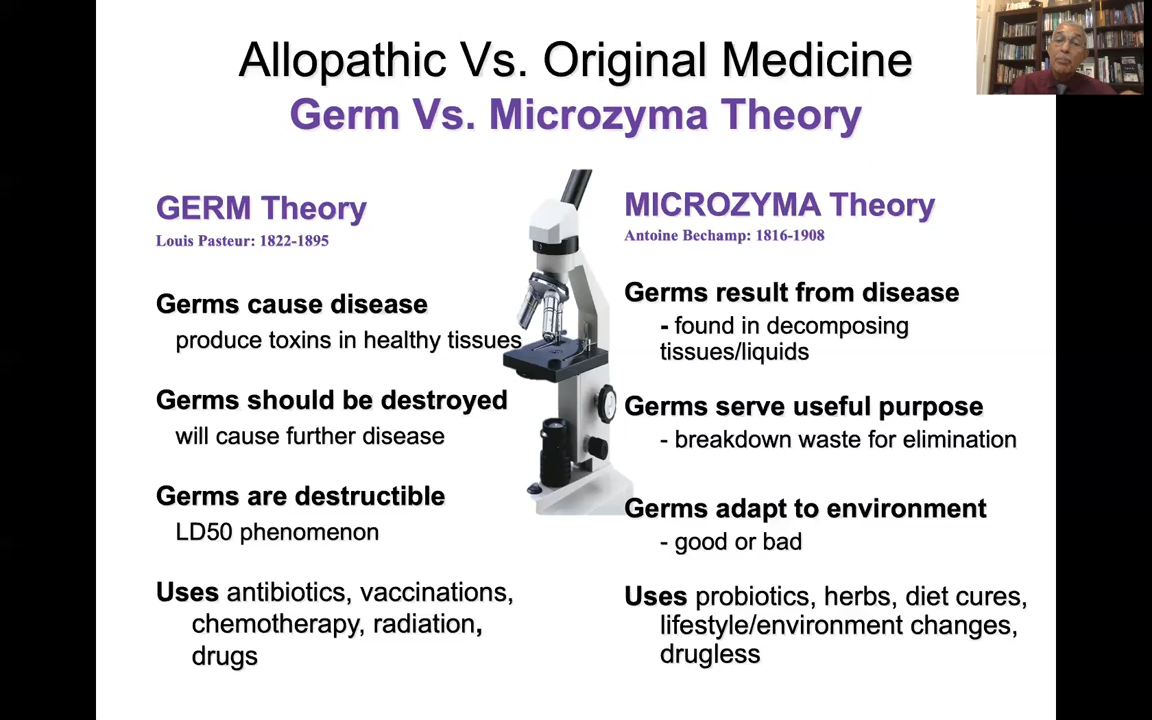 Allopathic Vs. Original Medicine
Germ Vs. Microzyma Theory
GERM Theory
Louis Pasteur: 1822-1895
Germs cause disease
produce toxins in healthy tissues
Germs should be destroyed
will cause further disease
Germs are destructible
LD50 phenomenon
Uses antibiotics, vaccinations,
chemotherapy, radiation,
drugs
MICROZYMA Theory
Antoine Bechamp: 1816-1908
Germs result from disease
- found in decomposing
tissues/liquids
Germs serve useful purpose
- breakdown waste for elimination
Germs adapt to environment
- good or bad
Uses probiotics, herbs, diet cures,
lifestyle/environment changes,
drugless